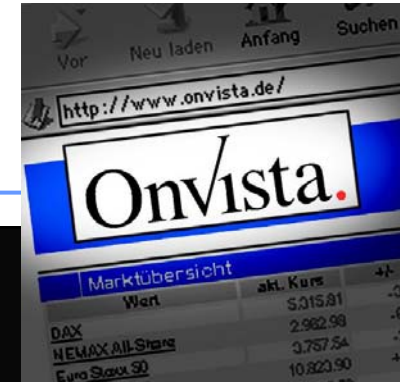 Vor Neu laden Anfang Suchen
http://www.onvista.de/
Onvista.
Marktübersicht
Wert akt. Kurs +/-
DAX 5.015.81
NEMAX All-Share 2.982.98
Euro Stoxx 50 3.757.54
10.823.90